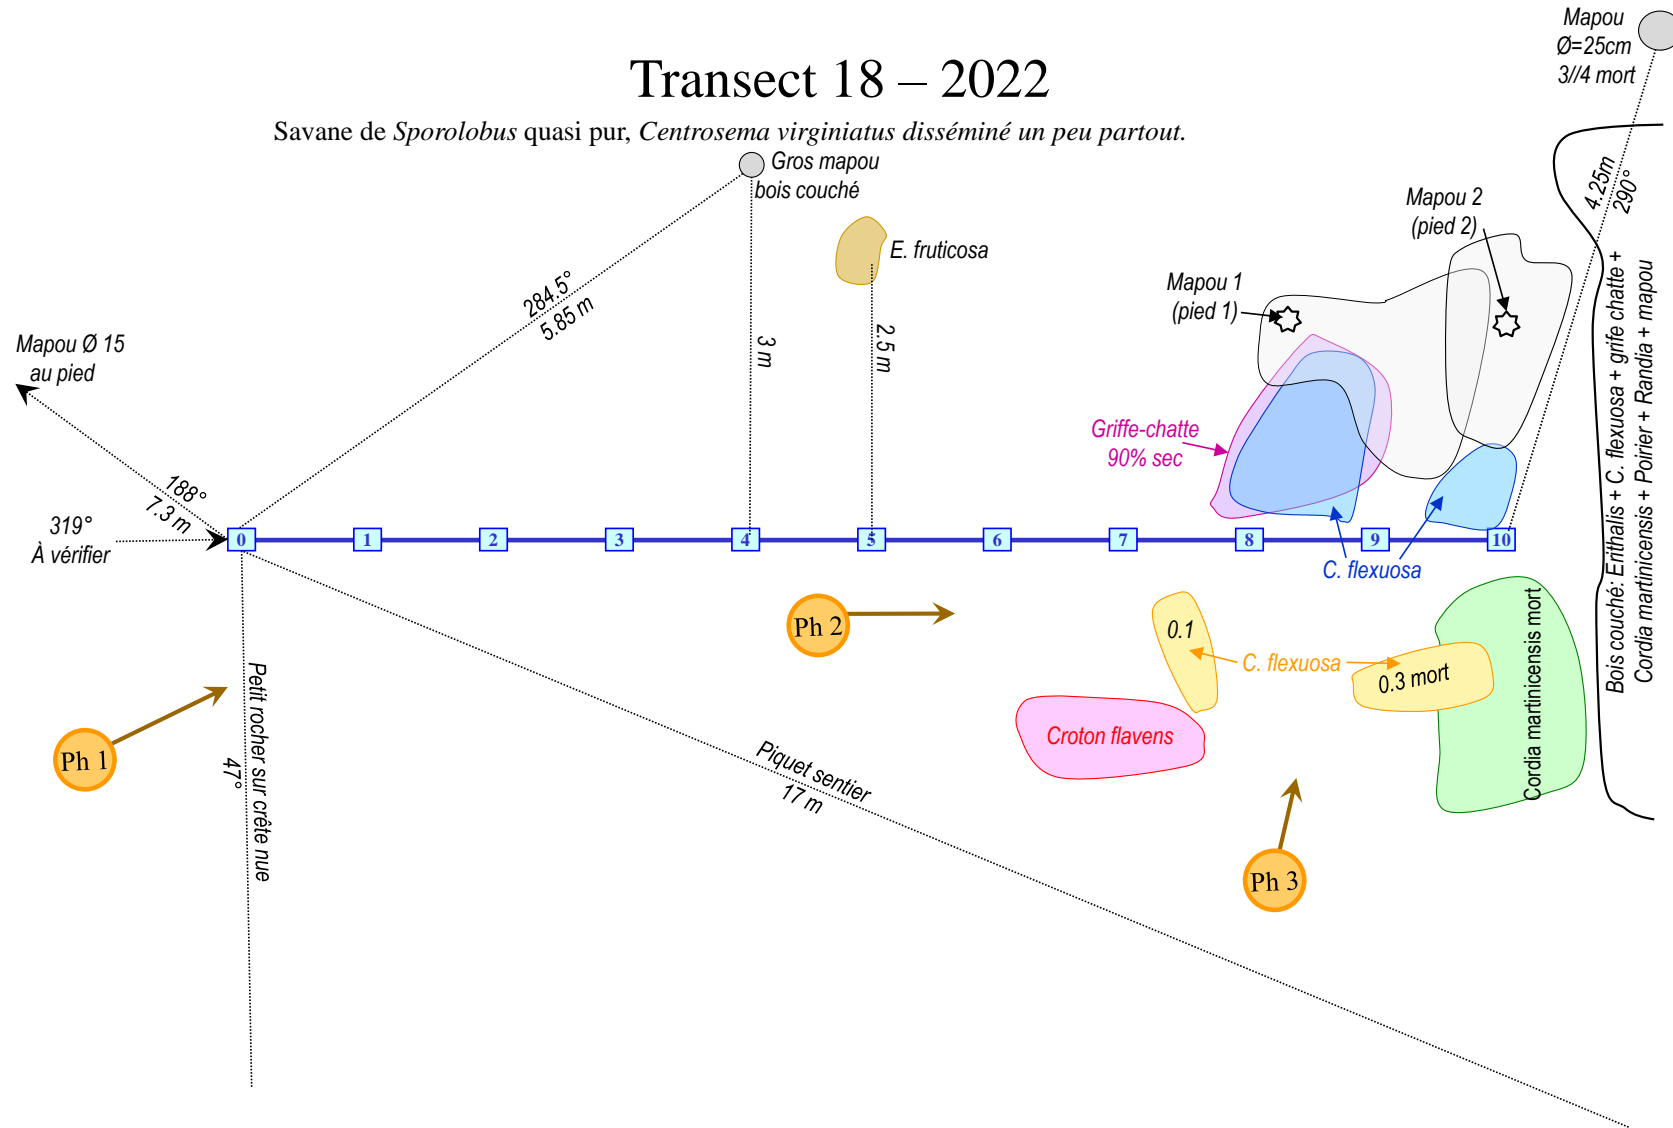 Mapou
Ø=25cm
3//4 mort
Transect 18 – 2022
Savane de Sporolobus quasi pur, Centrosema virginiatus disséminé un peu partout.
Gros mapou
bois couché
E. fruticosa
Mapou 2
(pied 2)
Mapou 1
(pied 1)
4.25m
290°
284.5°
5.85 m
3 m
2.5 m
Mapou Ø 15
au pied
188°
7.3 m
319°
À vérifier
Griffe-chatte
90% sec
0 1 2 3 4 5 6 7 8 9 10
C. flexuosa
Bois couché: Erithalis + C. flexuosa + grife chatte +
Cordia martinicensis + Poirier + Randia + mapou
Ph 2
0.1
C. flexuosa
0.3 mort
Cordia martinicensis mort
Croton flavens
Ph 1
Petit rocher sur crête nue
47°
Piquet sentier
17 m
Ph 3